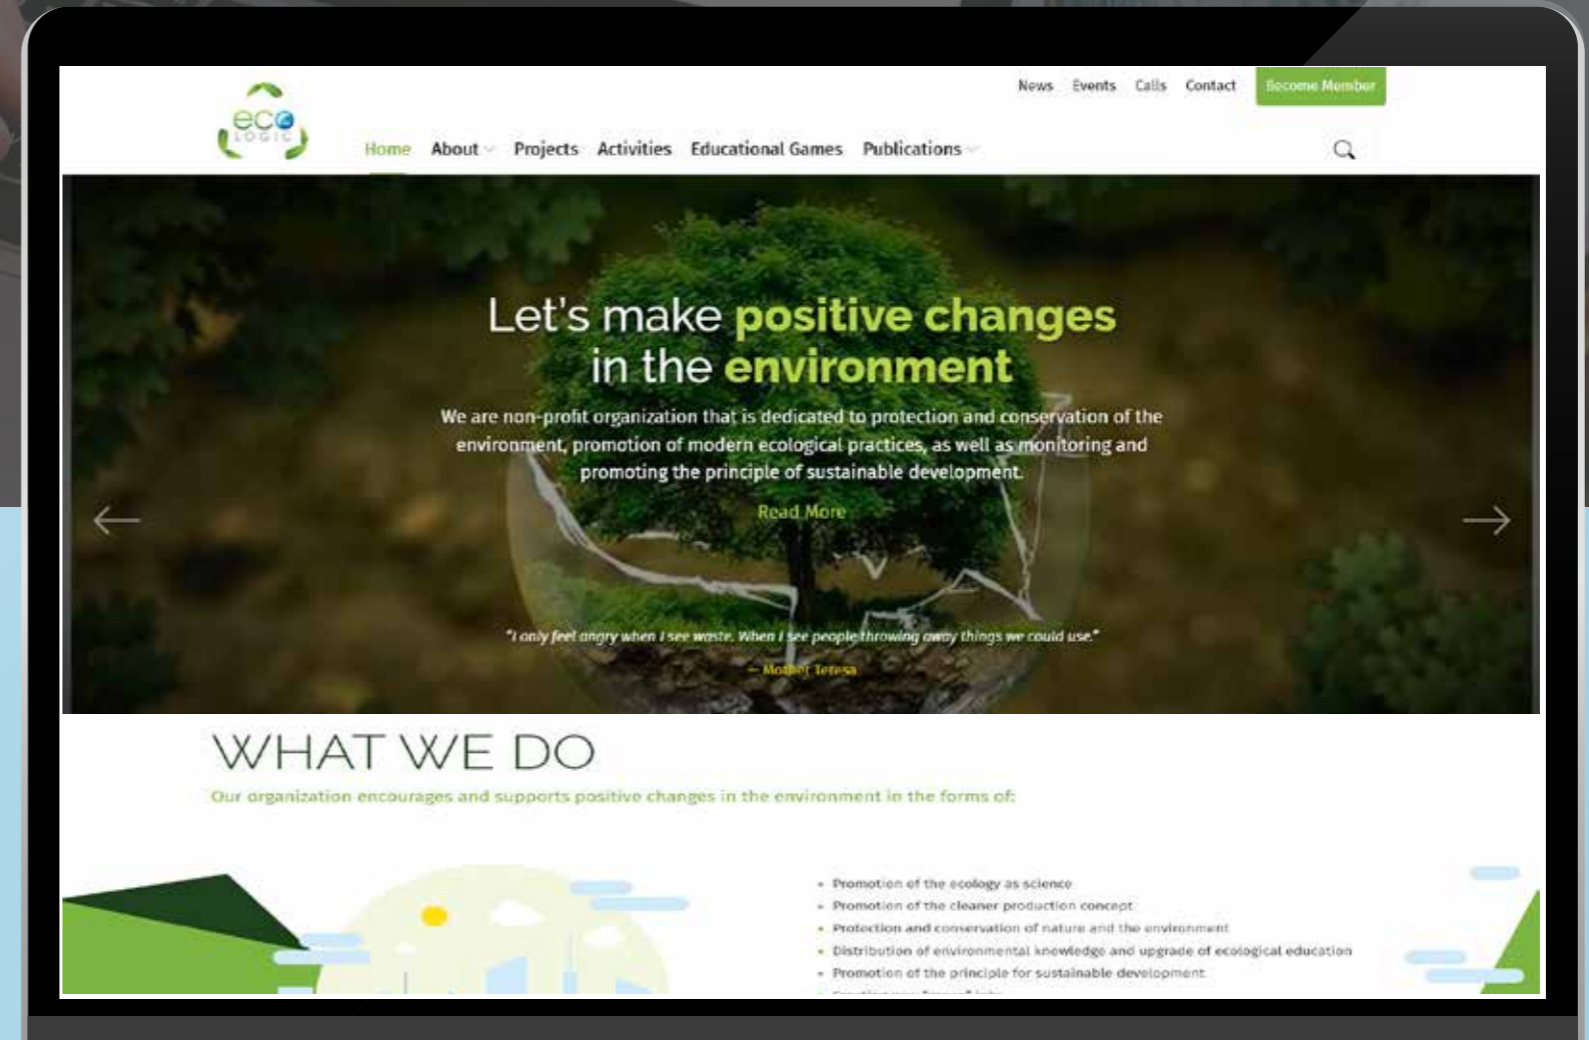 eco
LOGIC
News Events Calls Contact Become Member
Home About Projects Activities Educational Games Publications
Let's make positive changes
in the environment
We are non-profit organization that is dedicated to protection and conservation of the
environment, promotion of modern ecological practices, as well as monitoring and
promoting the principle of sustainable development.
Read More
"I only feel angry when I see waste. When I see people throwing away things we could use."
— Mother Teresa
WHAT WE DO
Our organization encourages and supports positive changes in the environment in the forms of:
Promotion of the ecology as science
Promotion of the cleaner production concept
Protection and conservation of nature and the environment
Distribution of environmental knowledge and upgrade of ecological education
Promotion of the principle for sustainable development